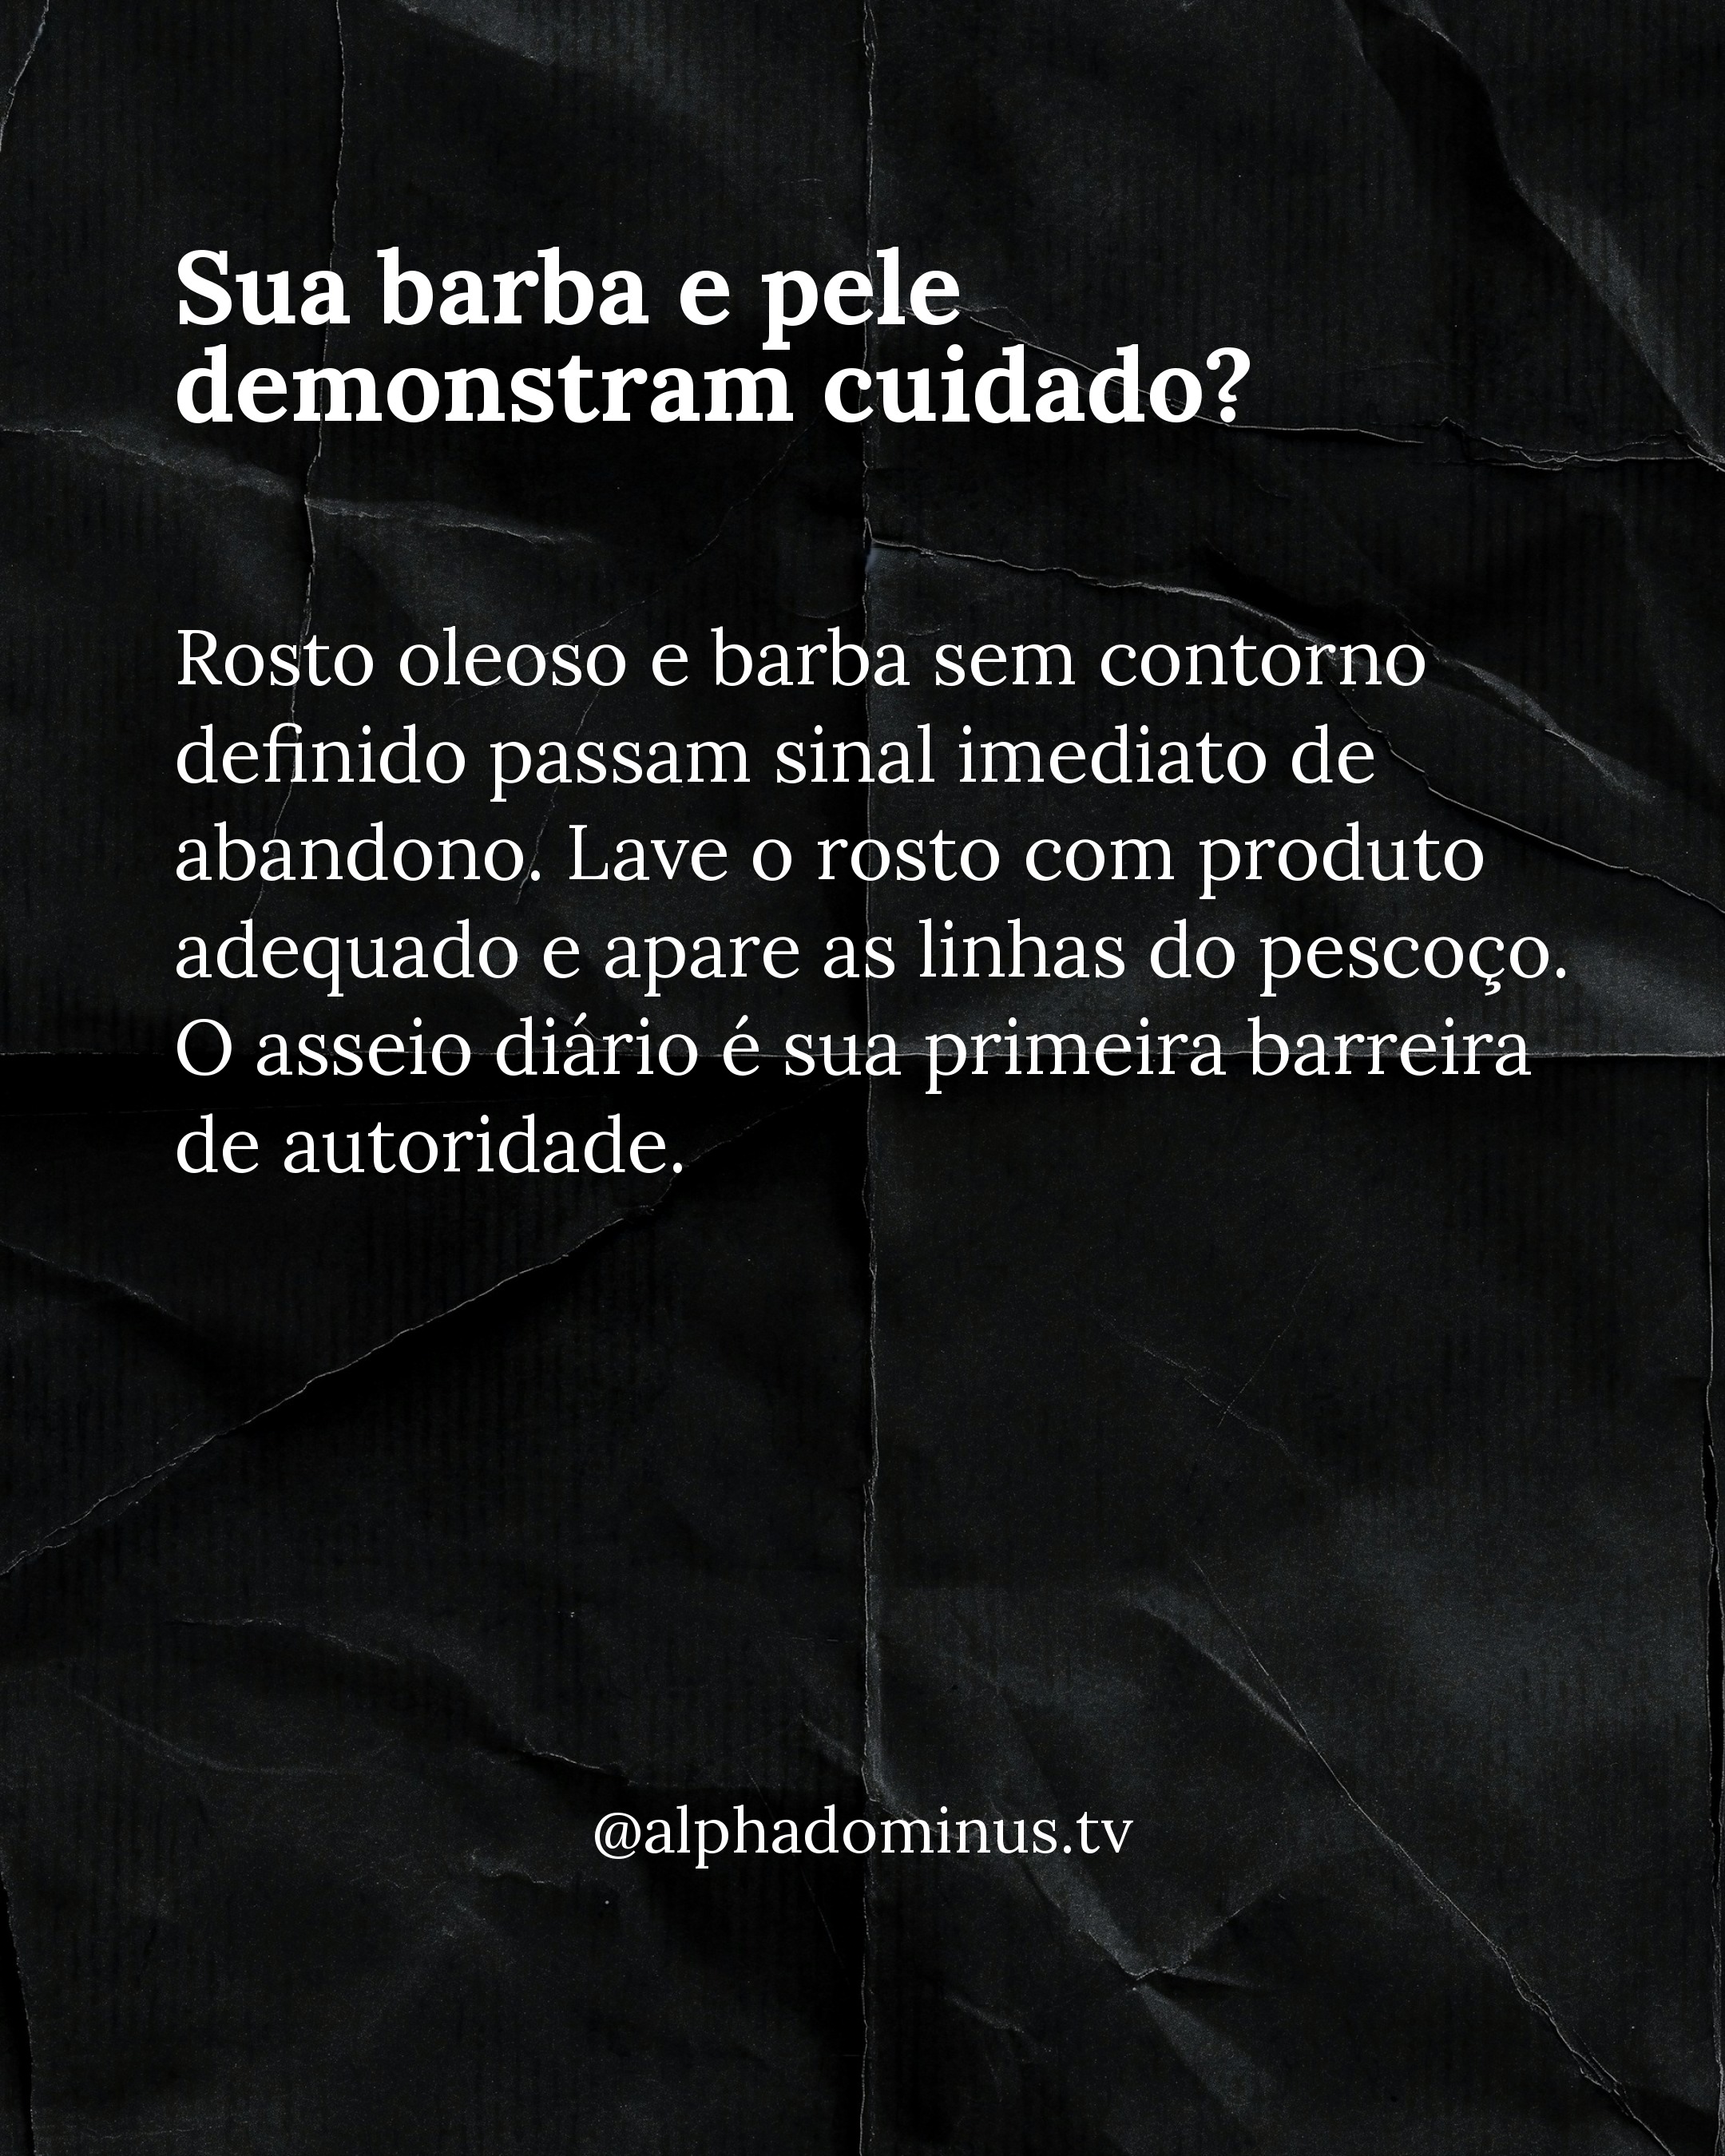 Sua barba e pele
demonstram cuidado?
Rosto oleoso e barba sem contorno
definido passam sinal imediato de
abandono. Lave o rosto com produto
adequado e apare as linhas do pescoço.
O asseio diário é sua primeira barreira
de autoridade.
@alphadominus.tv